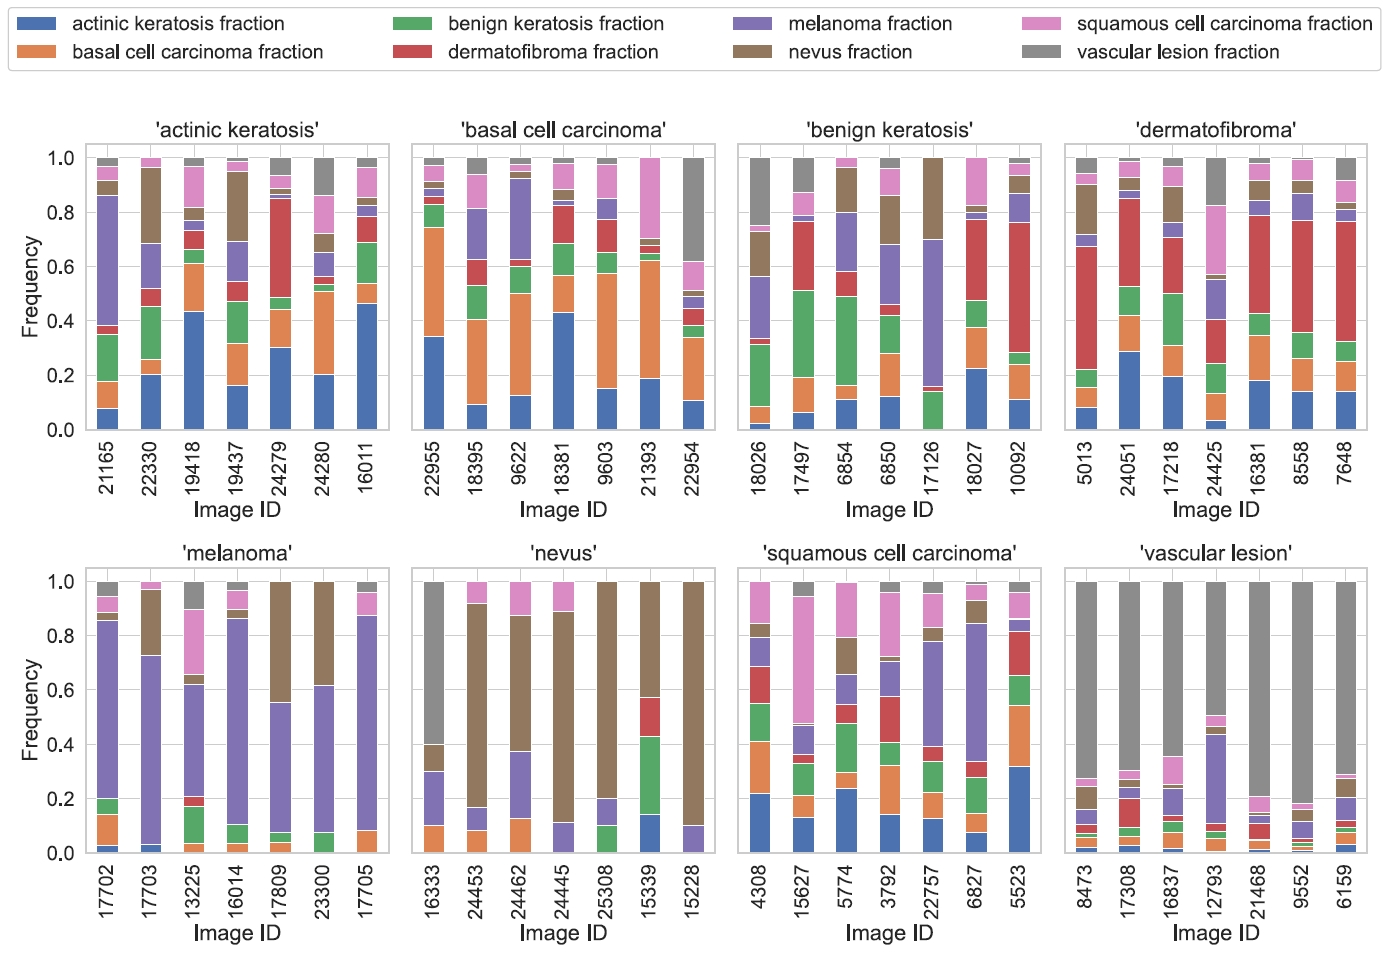 actinic keratosis fraction benign keratosis fraction melanoma fraction squamous cell carcinoma fraction
basal cell carcinoma fraction dermatofibroma fraction nevus fraction vascular lesion fraction
'actinic keratosis' 'basal cell carcinoma' 'benign keratosis' 'dermatofibroma'
Frequency
1.0
0.8
0.6
0.4
0.2
0.0
21165 22330 19418 19437 24279 24280 16011 22955 18395 9622 18381 9603 21393 22954 18026 17497 6854 6850 17126 18027 10092 5013 24051 17218 24425 16381 8558 7648
Image ID Image ID Image ID Image ID
'melanoma' 'nevus' 'squamous cell carcinoma' 'vascular lesion'
Frequency
1.0
0.8
0.6
0.4
0.2
0.0
17702 17703 13225 16014 17809 23300 17705 16333 24453 24462 24445 25308 15339 15228 4308 15627 5774 3792 22757 6827 5523 8473 17308 16837 12793 21468 9552 6159
Image ID Image ID Image ID Image ID